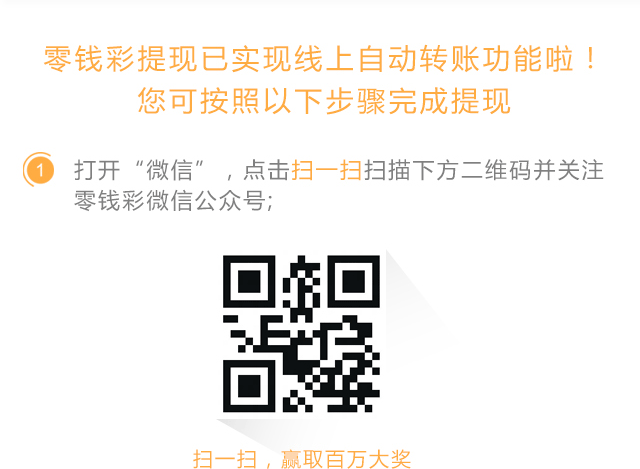 零钱彩提现已实现线上自动转账功能啦！
您可按照以下步骤完成提现
1 打开“微信”，点击扫一扫扫描下方二维码并关注
零钱彩微信公众号;
扫一扫，赢取百万大奖